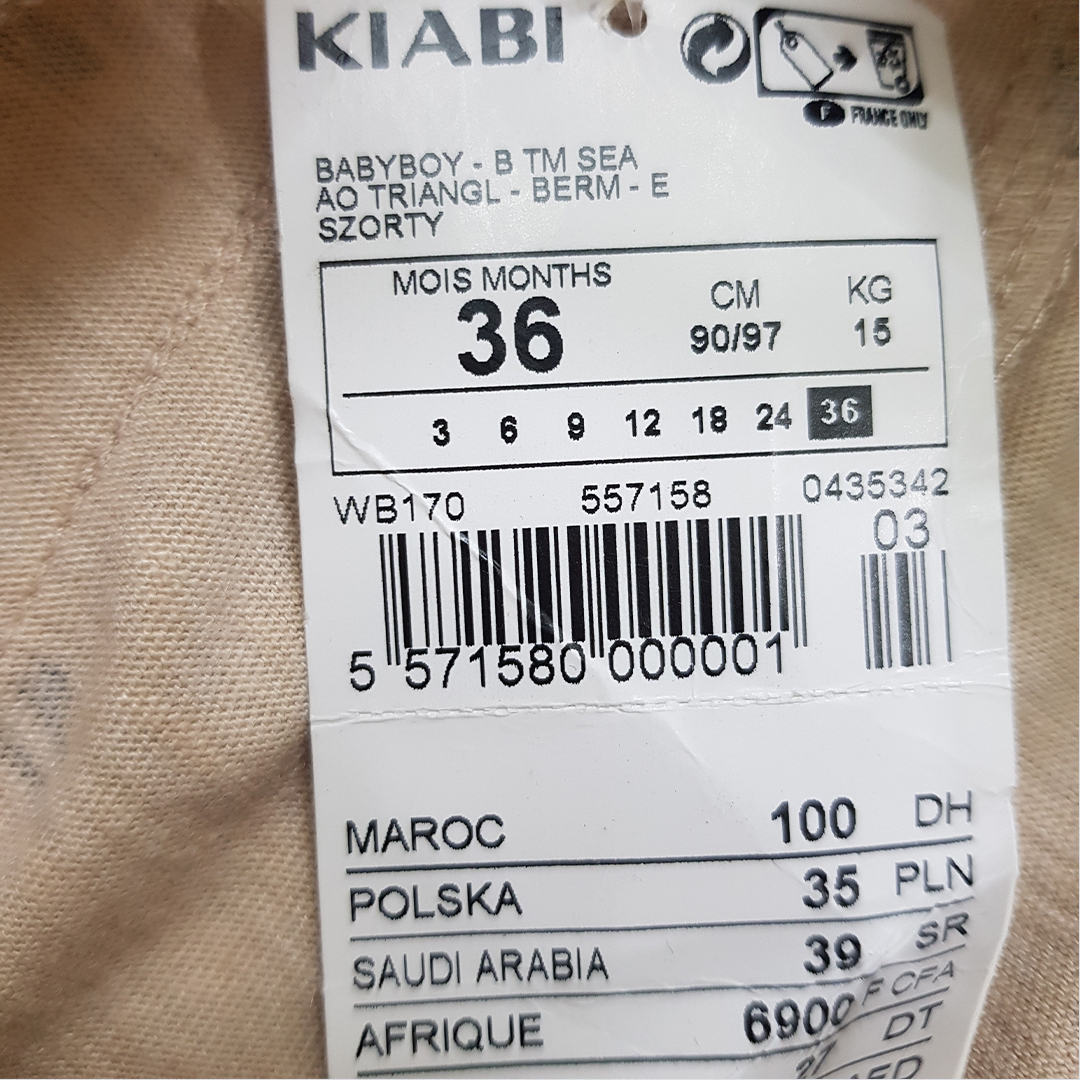 KIABI
F FRANCE ONLY
BABYBOY - B TM SEA
AO TRIANGL - BERM - E
SZORTY
MOIS MONTHS CM KG
36 90/97 15
3 6 9 12 18 24 36
WB170 557158 0435342
03
5 571580 000001
MAROC 100 DH
POLSKA 35 PLN
SAUDI ARABIA 39 SR
AFRIQUE 6900 F CFA
DT